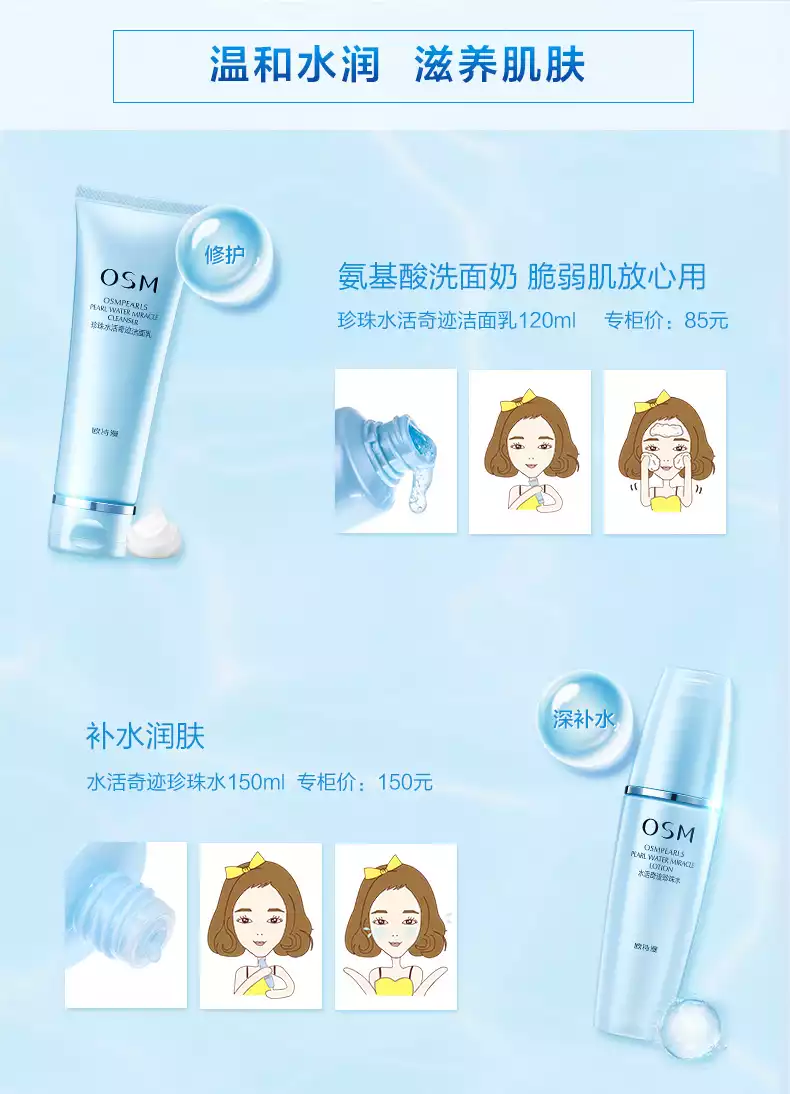 温和水润 滋养肌肤
修护
OSM
OSMPEARLS
PEARL WATER MIRACLE
CLEANSER
珍珠水活奇迹洁面乳
欧诗漫
氨基酸洗面奶 脆弱肌放心用
珍珠水活奇迹洁面乳120ml 专柜价：85元
补水润肤
水活奇迹珍珠水150ml 专柜价：150元
深补水
OSM
OSMPEARLS
PEARL WATER MIRACLE
LOTION
水活奇迹珍珠水
欧诗漫